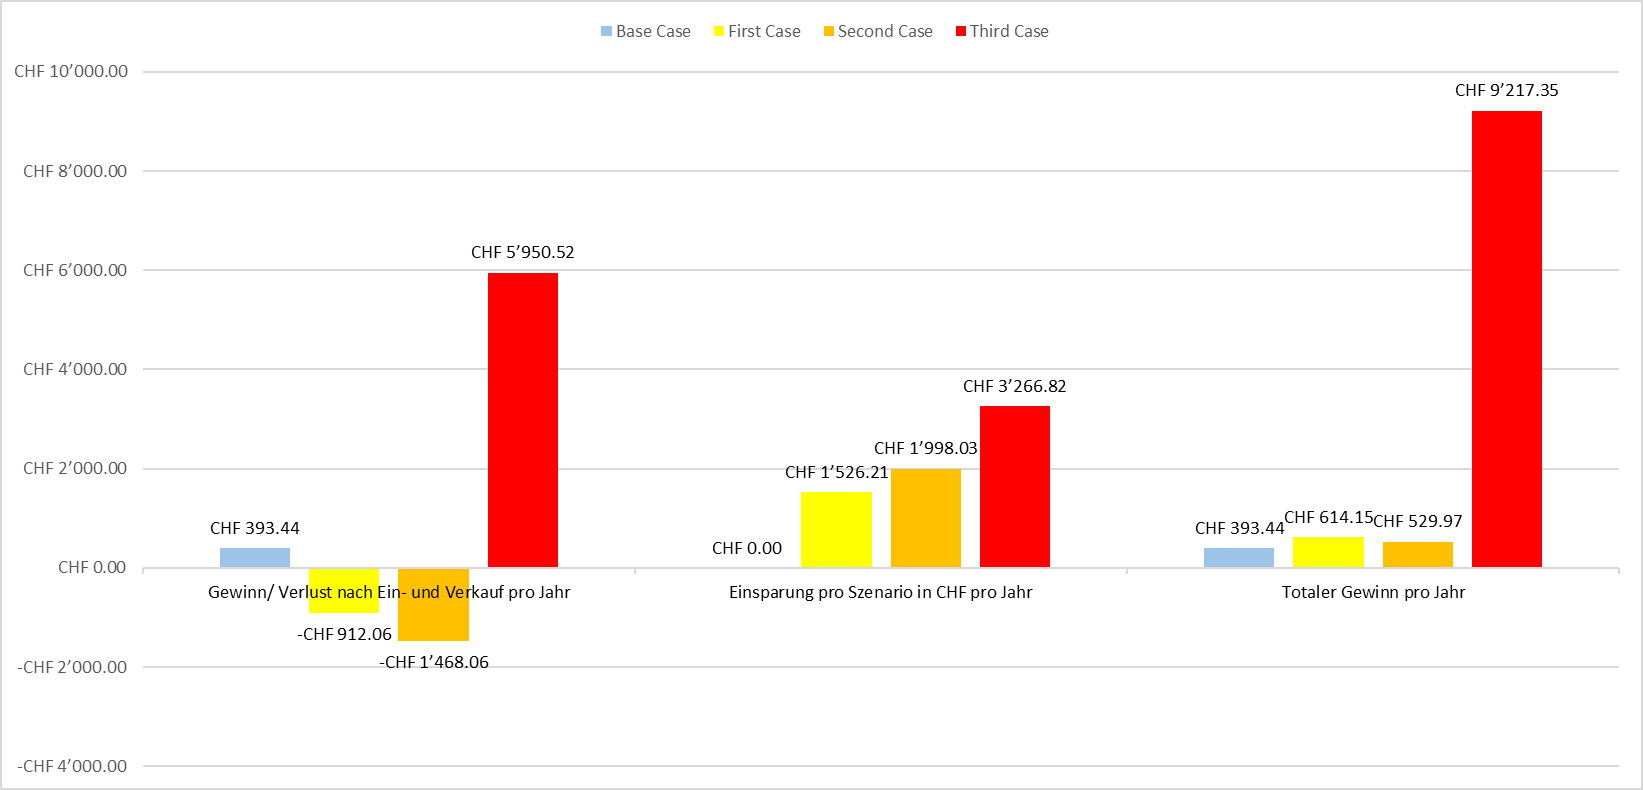 Base Case First Case Second Case Third Case
CHF 10’000.00
CHF 8’000.00
CHF 6’000.00
CHF 4’000.00
CHF 2’000.00
CHF 0.00
-CHF 2’000.00
-CHF 4’000.00
CHF 393.44
-CHF 912.06
-CHF 1’468.06
CHF 5’950.52
CHF 0.00
CHF 1’526.21
CHF 1’998.03
CHF 3’266.82
CHF 393.44
CHF 614.15
CHF 529.97
CHF 9’217.35
Gewinn/ Verlust nach Ein- und Verkauf pro Jahr
Einsparung pro Szenario in CHF pro Jahr
Totaler Gewinn pro Jahr